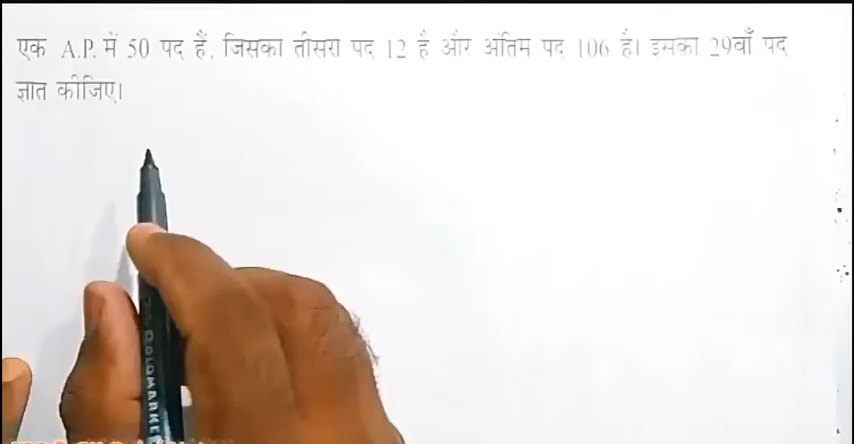 एक A.P. में 50 पद हैं, जिसका तीसरा पद 12 है और अंतिम पद 106 है। इसका 29वाँ पद
ज्ञात कीजिए।